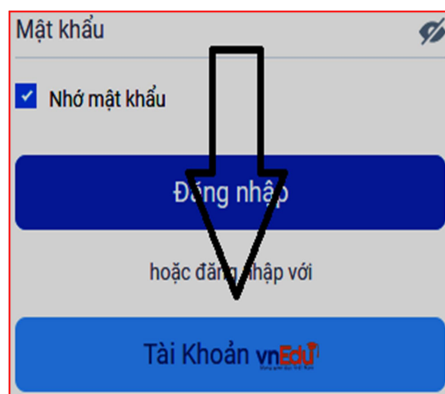 Mật khẩu
Nhớ mật khẩu
Đăng nhập
hoặc đăng nhập với
Tài Khoản vnEdu